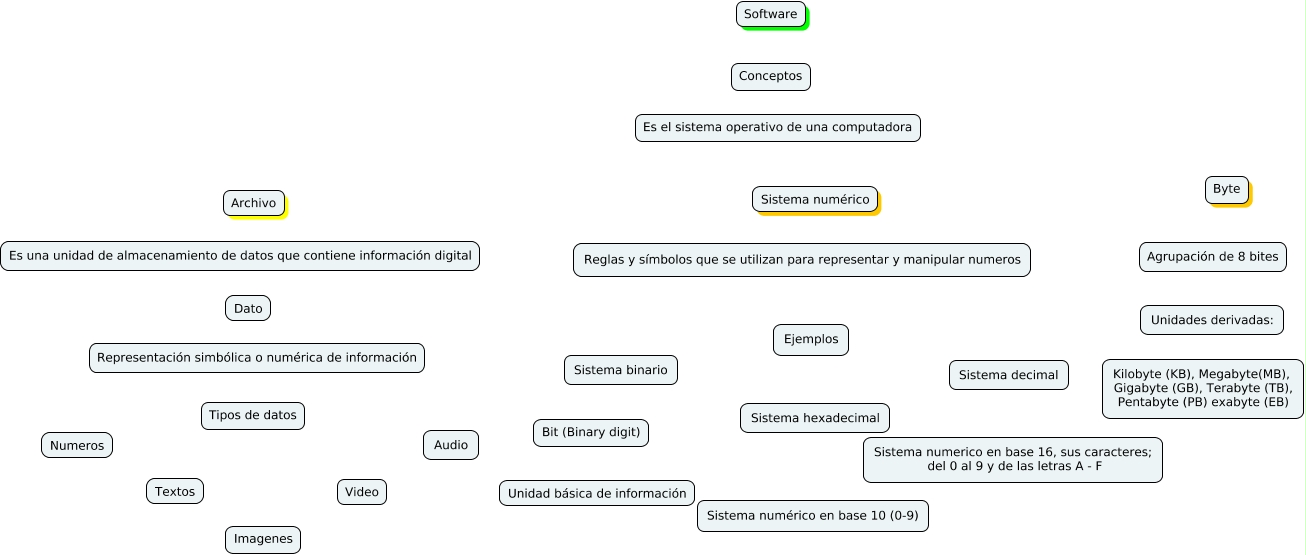 Software
Conceptos
Es el sistema operativo de una computadora
Archivo
Es una unidad de almacenamiento de datos que contiene información digital
Dato
Representación simbólica o numérica de información
Tipos de datos
Numeros
Textos
Imagenes
Video
Audio
Sistema numérico
Reglas y símbolos que se utilizan para representar y manipular numeros
Ejemplos
Sistema binario
Bit (Binary digit)
Unidad básica de información
Sistema hexadecimal
Sistema numerico en base 16, sus caracteres;
del 0 al 9 y de las letras A - F
Sistema decimal
Sistema numérico en base 10 (0-9)
Byte
Agrupación de 8 bites
Unidades derivadas:
Kilobyte (KB), Megabyte(MB),
Gigabyte (GB), Terabyte (TB),
Pentabyte (PB) exabyte (EB)